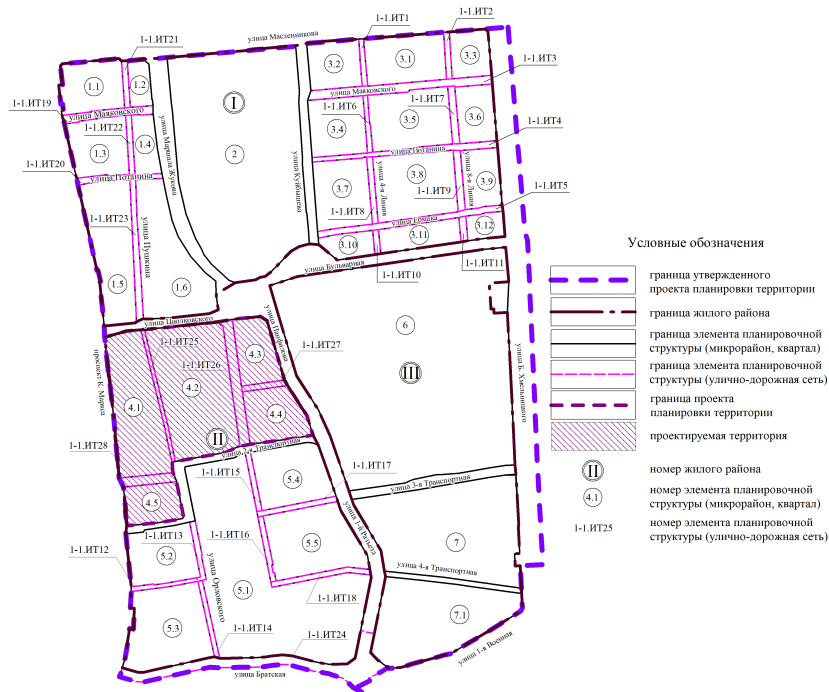 1-1.ИТ1
1-1.ИТ2
1-1.ИТ21
улица Масленникова
3.2
3.1
3.3
1-1.ИТ3
1.1
1.2
1-1.ИТ19
улица Маяковского
улица Маяковского
I
1-1.ИТ6
1-1.ИТ7
3.4
3.5
3.6
1-1.ИТ4
1-1.ИТ22
1.3
1.4
улица Маршала Жукова
2
улица Куйбышева
улица Потанина
1-1.ИТ20
улица Потанина
3.7
улица 4-я Линия
3.8
1-1.ИТ9
улица 8-я Линия
3.9
1-1.ИТ5
1-1.ИТ23
улица Пушкина
1-1.ИТ8
улица Ермака
3.10
3.11
3.12
1-1.ИТ10
1-1.ИТ11
улица Бульварная
1.5
1.6
улица Циолковского
улица Панфилова
6
проспект К. Маркса
1-1.ИТ25
1-1.ИТ26
4.3
1-1.ИТ27
улица Б. Хмельницкого
III
4.1
4.2
4.4
II
1-1.ИТ28
улица 2-я Транспортная
4.5
1-1.ИТ15
5.4
1-1.ИТ17
улица 3-я Транспортная
1-1.ИТ13
1-1.ИТ16
5.5
улица 1-й Разъезд
7
1-1.ИТ12
5.2
улица Орловского
5.1
1-1.ИТ18
улица 4-я Транспортная
5.3
1-1.ИТ14
1-1.ИТ24
7.1
улица 1-я Военная
улица Братская
Условные обозначения
граница утвержденного
проекта планировки территории
граница жилого района
граница элемента планировочной
структуры (микрорайон, квартал)
граница элемента планировочной
структуры (улично-дорожная сеть)
граница проекта
планировки территории
проектируемая территория
II
номер жилого района
4.1
номер элемента планировочной
структуры (микрорайон, квартал)
1-1.ИТ25
номер элемента планировочной
структуры (улично-дорожная сеть)